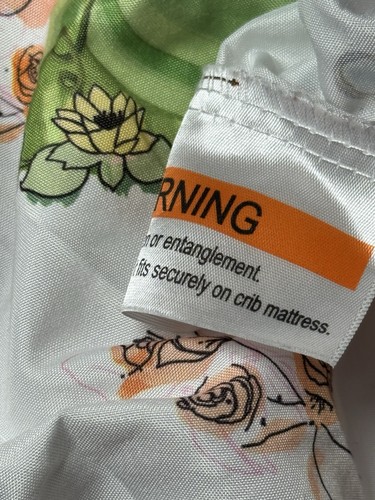 RNING
n or entanglement.
fits securely on crib mattress.